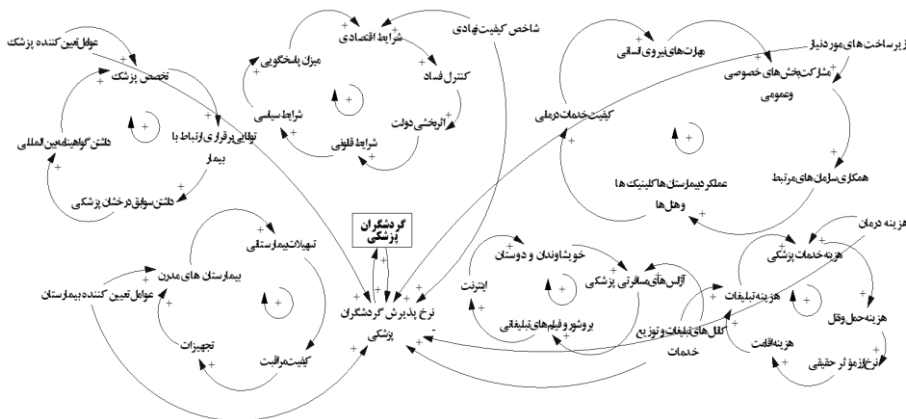 عوامل تعیین کننده پزشک
تخصص پزشک
توانایی برقراری ارتباط با
بیمار
داشتن سوابق درخشان پزشکی
داشتن گواهینامه بین المللی
شرایط اقتصادی
کنترل فساد
اثربخشی دولت
شرایط قانونی
شرایط سیاسی
میزان پاسخگویی
شاخص کیفیت نهادی
مهارت های نیروی انسانی
مشارکت بخش های خصوصی
وعمومی
همکاری سازمان های مرتبط
عملکرد بیمارستان ها کلینیک ها
و هتل ها
کیفیت خدمات درمانی
زیرساخت های مورد نیاز
تسهیلات بیمارستانی
کیفیت مراقبت
تجهیزات
بیمارستان های مدرن
عوامل تعیین کننده بیمارستان
گردشگران
پزشکی
نرخ پذیرش گردشگران
پزشکی
خویشاوندان و دوستان
آژانس های مسافرتی پزشکی
بروشور و فیلم های تبلیغاتی
اینترنت
کانال های تبلیغات و توزیع
خدمات
هزینه درمان
هزینه خدمات پزشکی
هزینه حمل و نقل
نرخ ارز مؤثر حقیقی
هزینه اقامت
هزینه تبلیغات